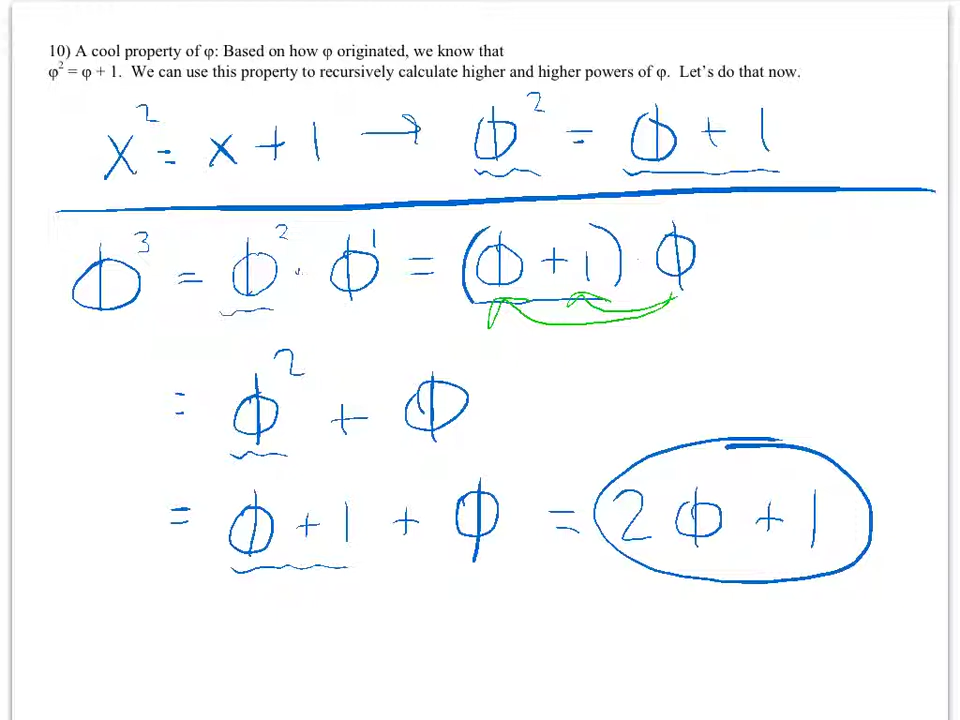 10) A cool property of φ: Based on how φ originated, we know that
φ² = φ + 1. We can use this property to recursively calculate higher and higher powers of φ. Let's do that now.
x² = x + 1 → Φ² = Φ + 1
Φ³ = Φ² · Φ¹ = (Φ + 1) · Φ
= Φ² + Φ
= Φ + 1 + Φ = 2Φ + 1